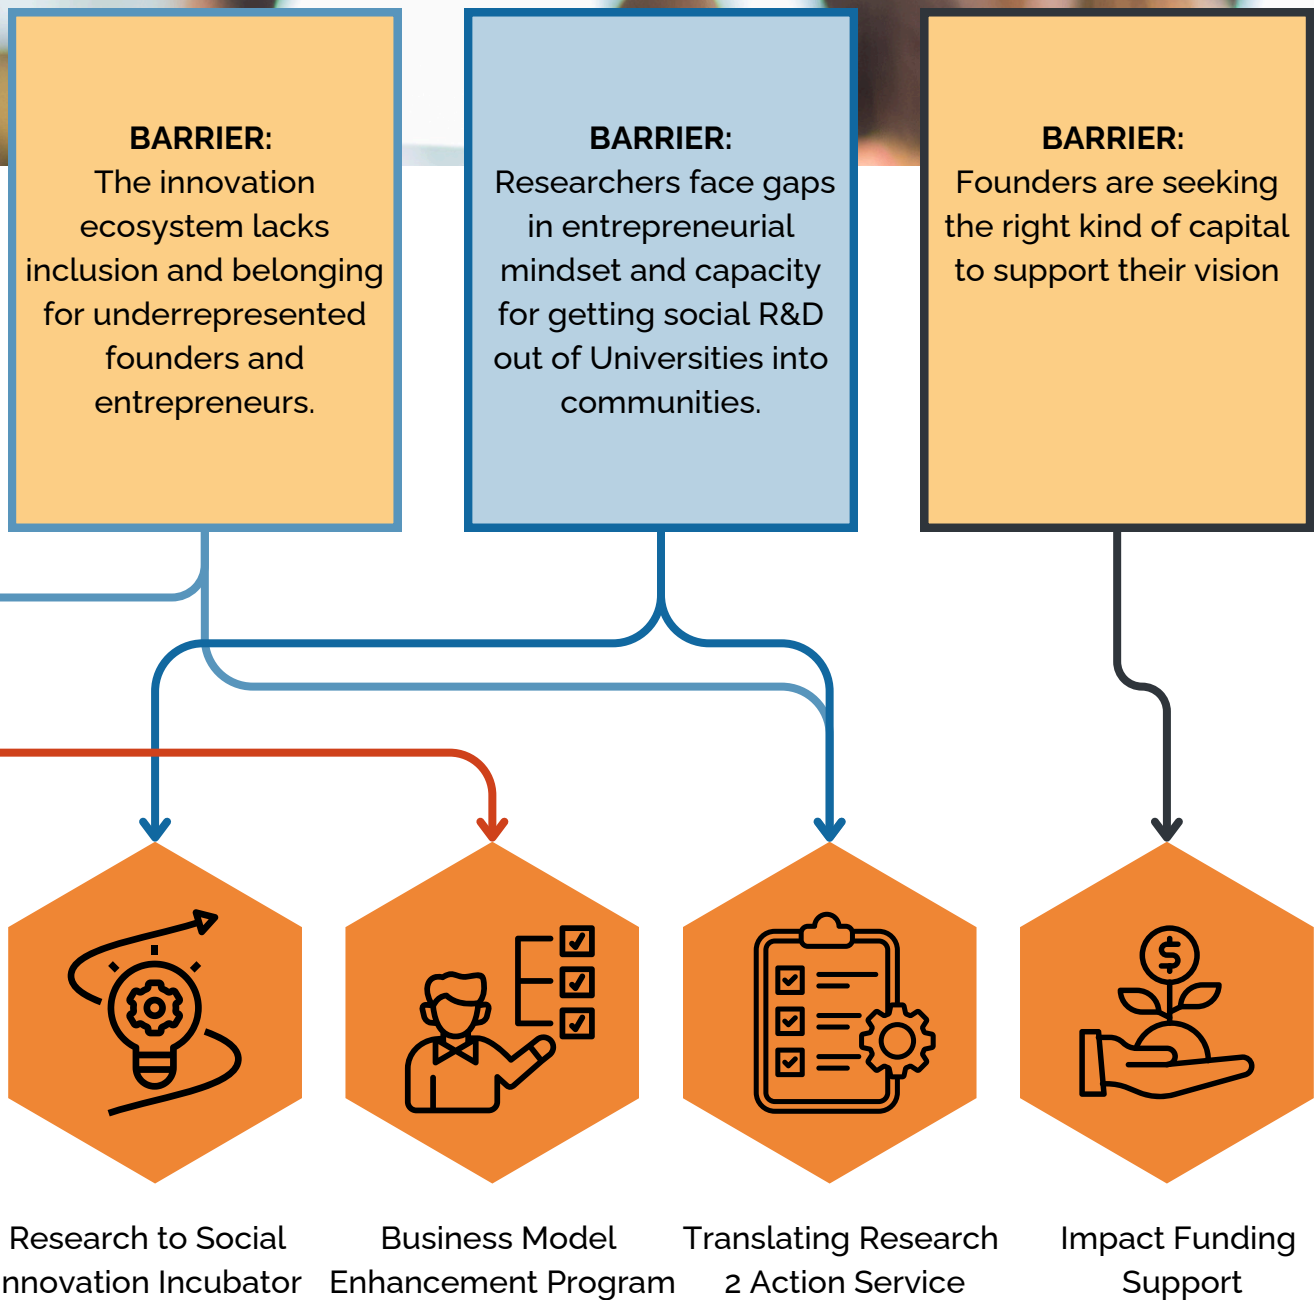 BARRIER:
The innovation
ecosystem lacks
inclusion and belonging
for underrepresented
founders and
entrepreneurs.
BARRIER:
Researchers face gaps
in entrepreneurial
mindset and capacity
for getting social R&D
out of Universities into
communities.
BARRIER:
Founders are seeking
the right kind of capital
to support their vision
$
Research to Social
nnovation Incubator
Business Model
Enhancement Program
Translating Research
2 Action Service
Impact Funding
Support